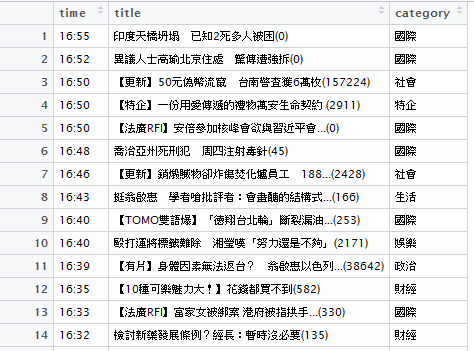 time title category
1 16:55 印度天橋坍塌 已知2死多人被困(0) 國際
2 16:52 異議人士高瑜北京住處 驚傳遭強拆(0) 國際
3 16:50 【更新】50元偽幣流竄 台南警查獲6萬枚(157224) 社會
4 16:50 【特企】一份用愛傳遞的禮物萬安生命契約 (2911) 特企
5 16:50 【法廣RFI】安倍參加核峰會欲與習近平會...(0) 國際
6 16:48 喬治亞州死刑犯 周四注射毒針(45) 國際
7 16:46 【更新】銷燬贓物卻炸傷焚化爐員工 188...(2428) 社會
8 16:43 挺翁啟惠 學者嗆批評者：會畫醣的結構式...(166) 生活
9 16:40 【TOMO雙語爆】「德翔台北輪」斷裂漏油...(253) 國際
10 16:40 毆打運將標籤難除 湘瑩嘆「努力還是不夠」(2171) 娛樂
11 16:39 【有片】身體因素無法返台？ 翁啟惠以色列...(38642) 政治
12 16:35 【10種可樂魅力大！】花錢都買不到(582) 財經
13 16:33 【法廣RFI】富家女被綁案 港府被指拱手...(330) 國際
14 16:32 檢討新藥發展條例？經長：暫時沒必要(135) 財經